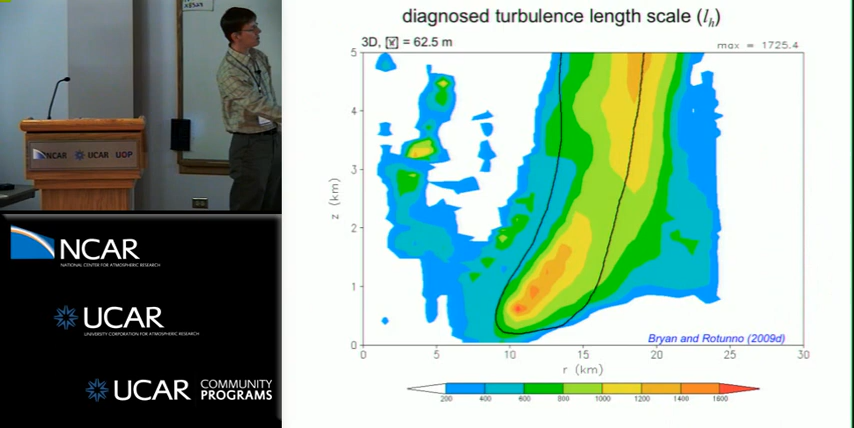 diagnosed turbulence length scale (lh)
3D, x = 62.5 m
max = 1725.4
5
4
3
2
1
0
z (km)
Bryan and Rotunno (2009d)
0 5 10 15 20 25 30
r (km)
200 400 600 800 1000 1200 1400 1600
NCAR UCAR UOP
NCAR
NATIONAL CENTER FOR ATMOSPHERIC RESEARCH
UCAR
UNIVERSITY CORPORATION FOR ATMOSPHERIC RESEARCH
UCAR COMMUNITY
PROGRAMS